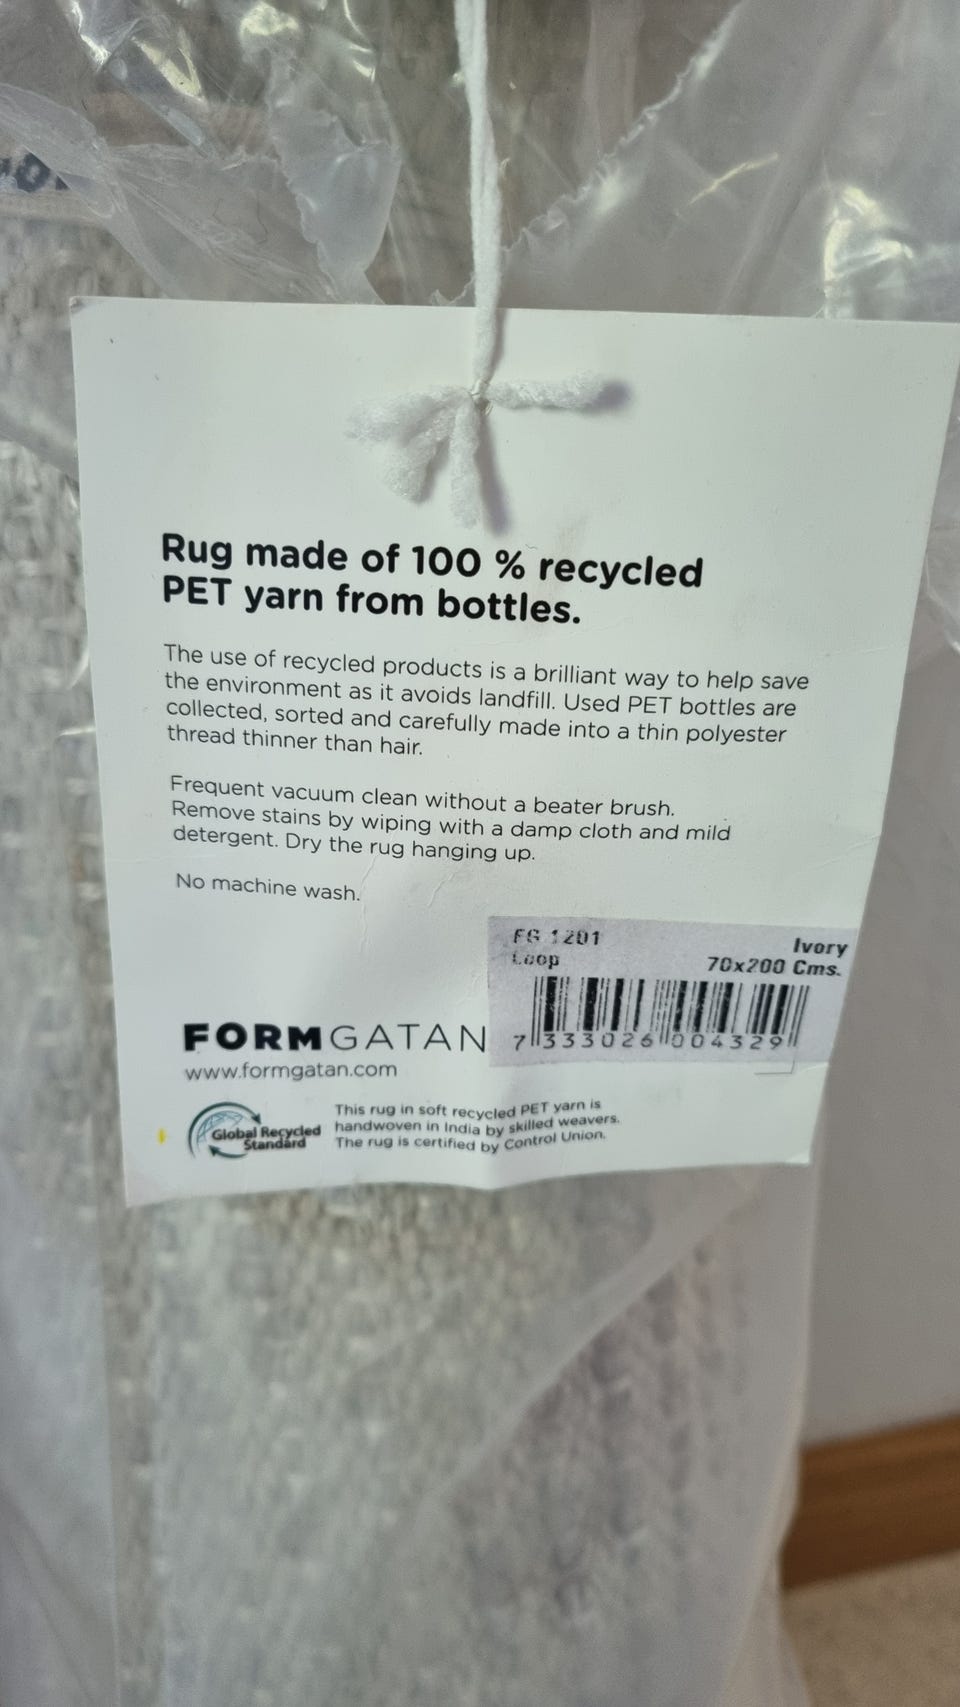 Rug made of 100 % recycled
PET yarn from bottles.
The use of recycled products is a brilliant way to help save
the environment as it avoids landfill. Used PET bottles are
collected, sorted and carefully made into a thin polyester
thread thinner than hair.
Frequent vacuum clean without a beater brush.
Remove stains by wiping with a damp cloth and mild
detergent. Dry the rug hanging up.
No machine wash.
FG 1201 Ivory
Loop 70x200 Cms.
7 333026 004329
FORMGATAN
www.formgatan.com
Global Recycled
Standard
This rug in soft recycled PET yarn is
handwoven in India by skilled weavers.
The rug is certified by Control Union.